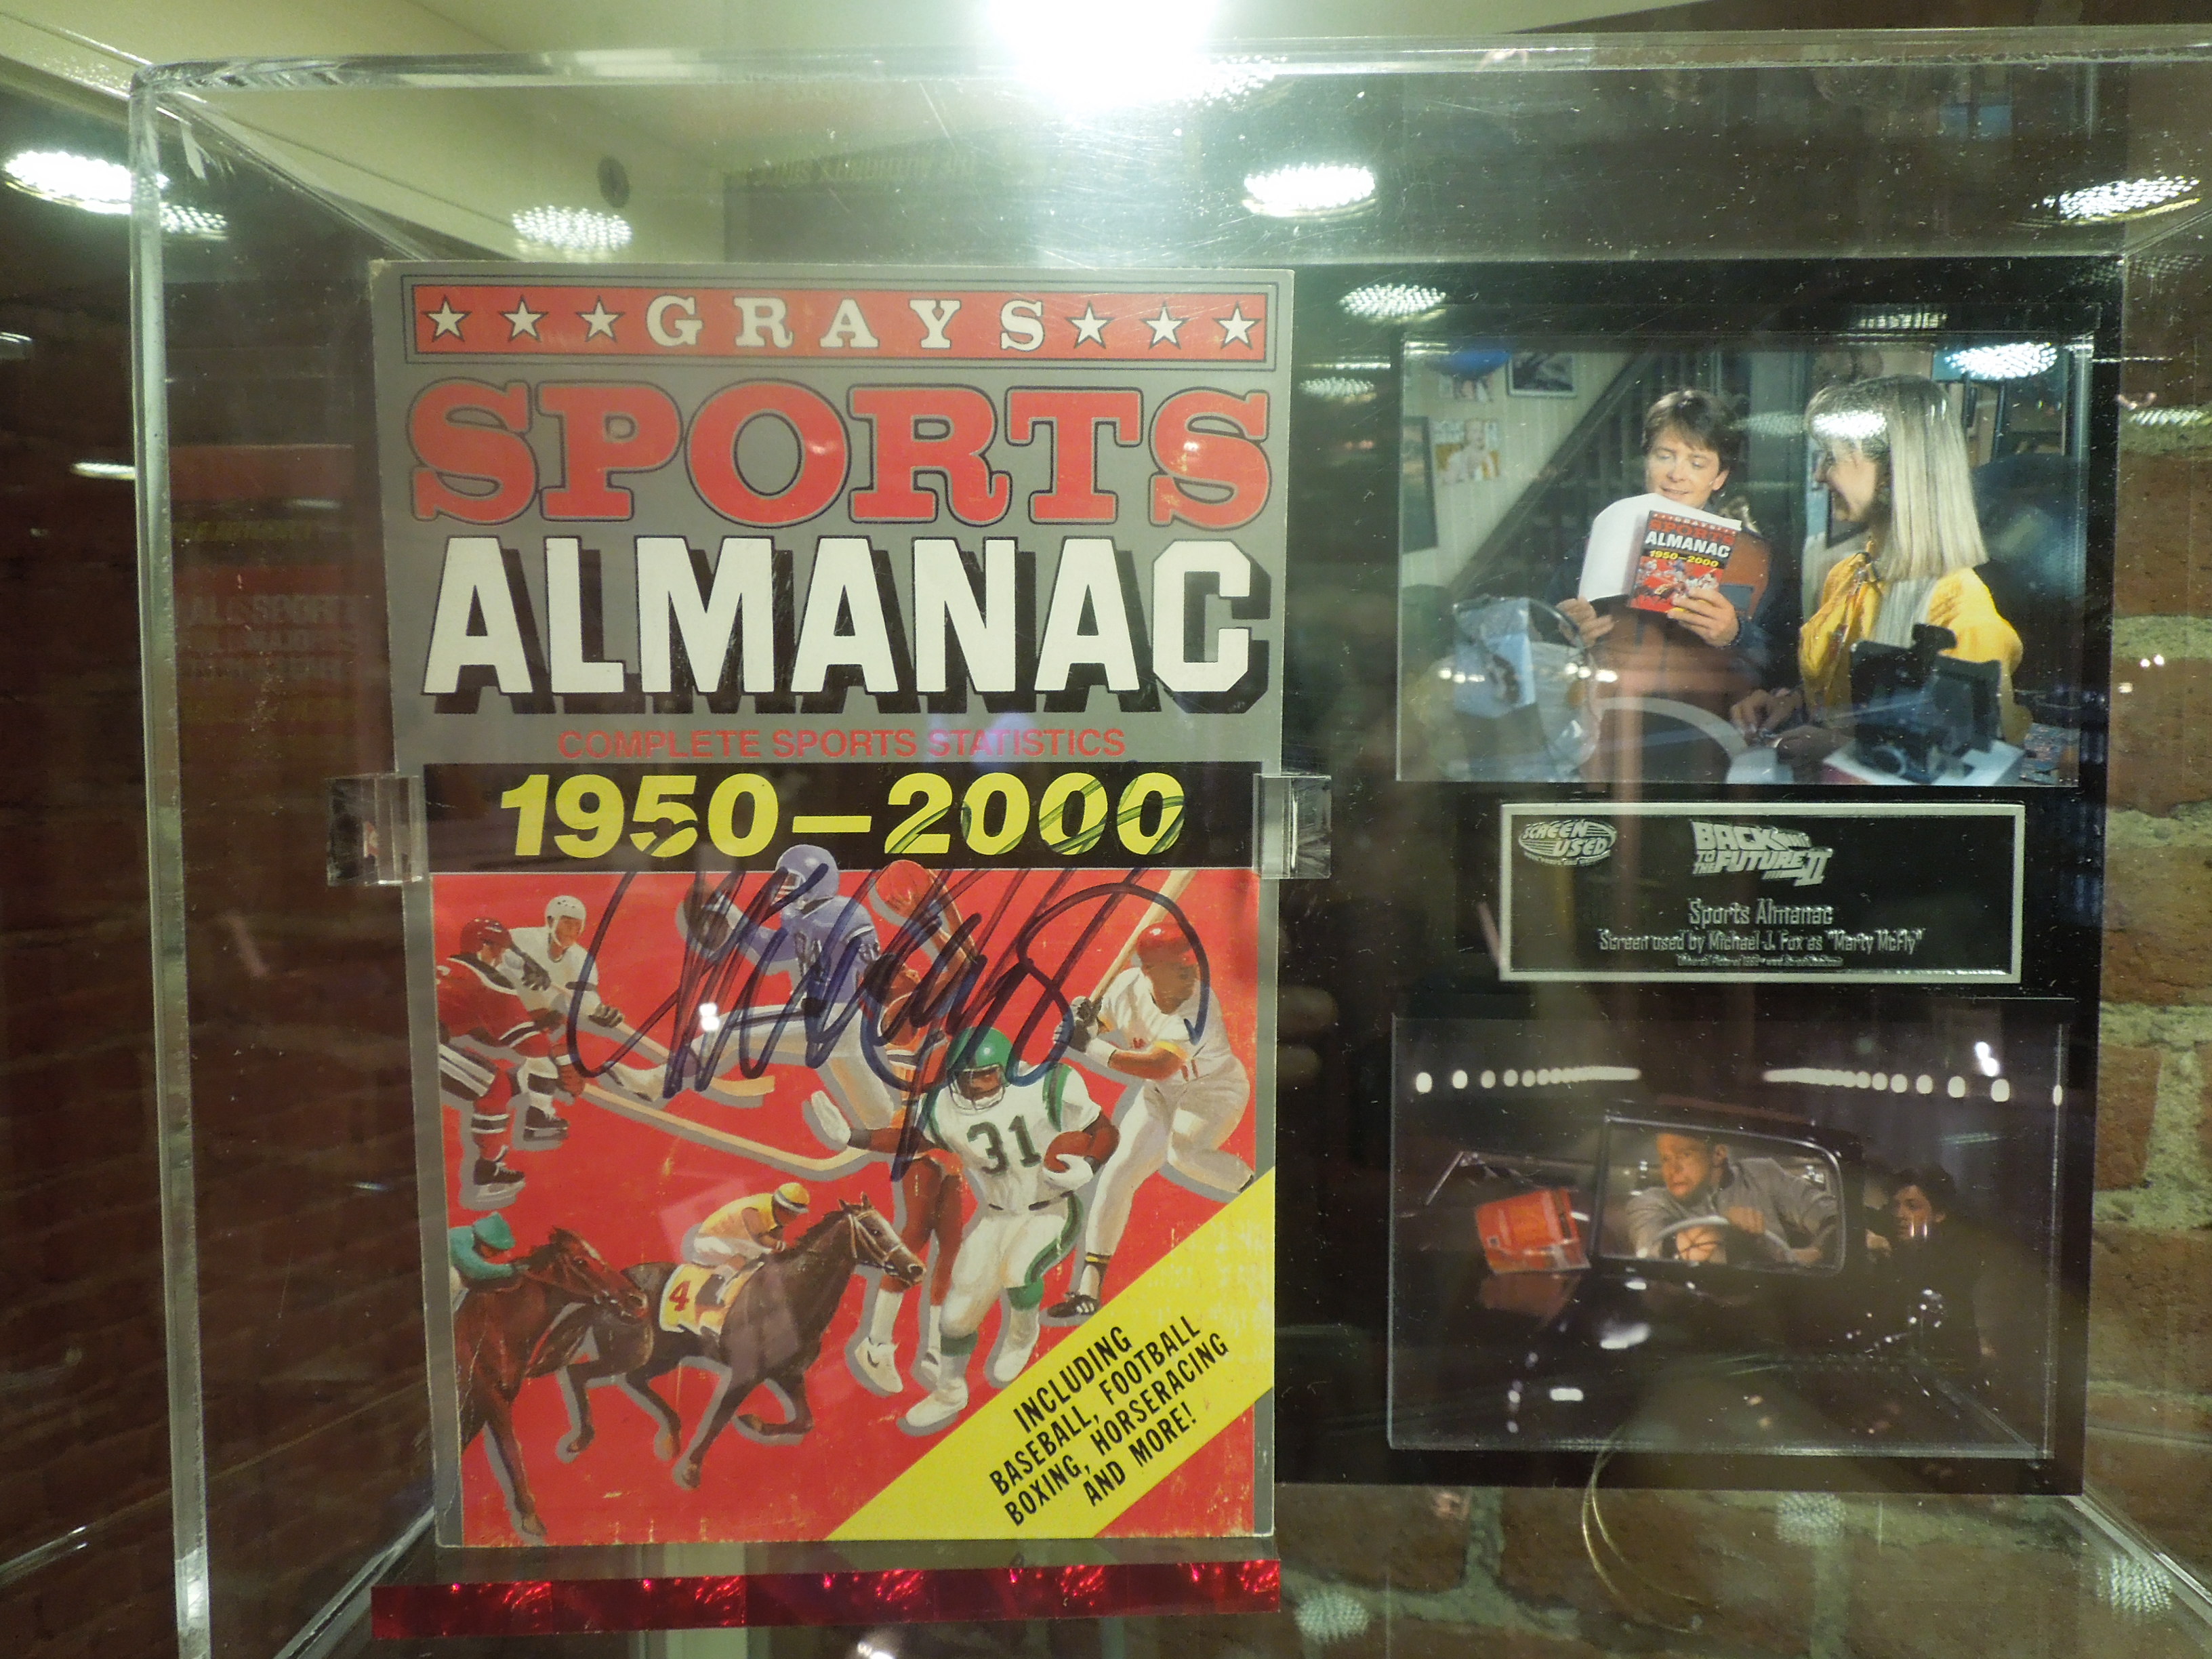 GRAYS
SPORTS
ALMANAC
COMPLETE SPORTS STATISTICS
1950-2000
31
4
INCLUDING
BASEBALL, FOOTBALL
BOXING, HORSERACING
AND MORE!
GRAYS
SPORTS
ALMANAC
1950-2000
SCREEN
USED
BACK
TO
THE FUTURE II
Sports Almanac
Screen used by Michael J. Fox as "Marty McFly"